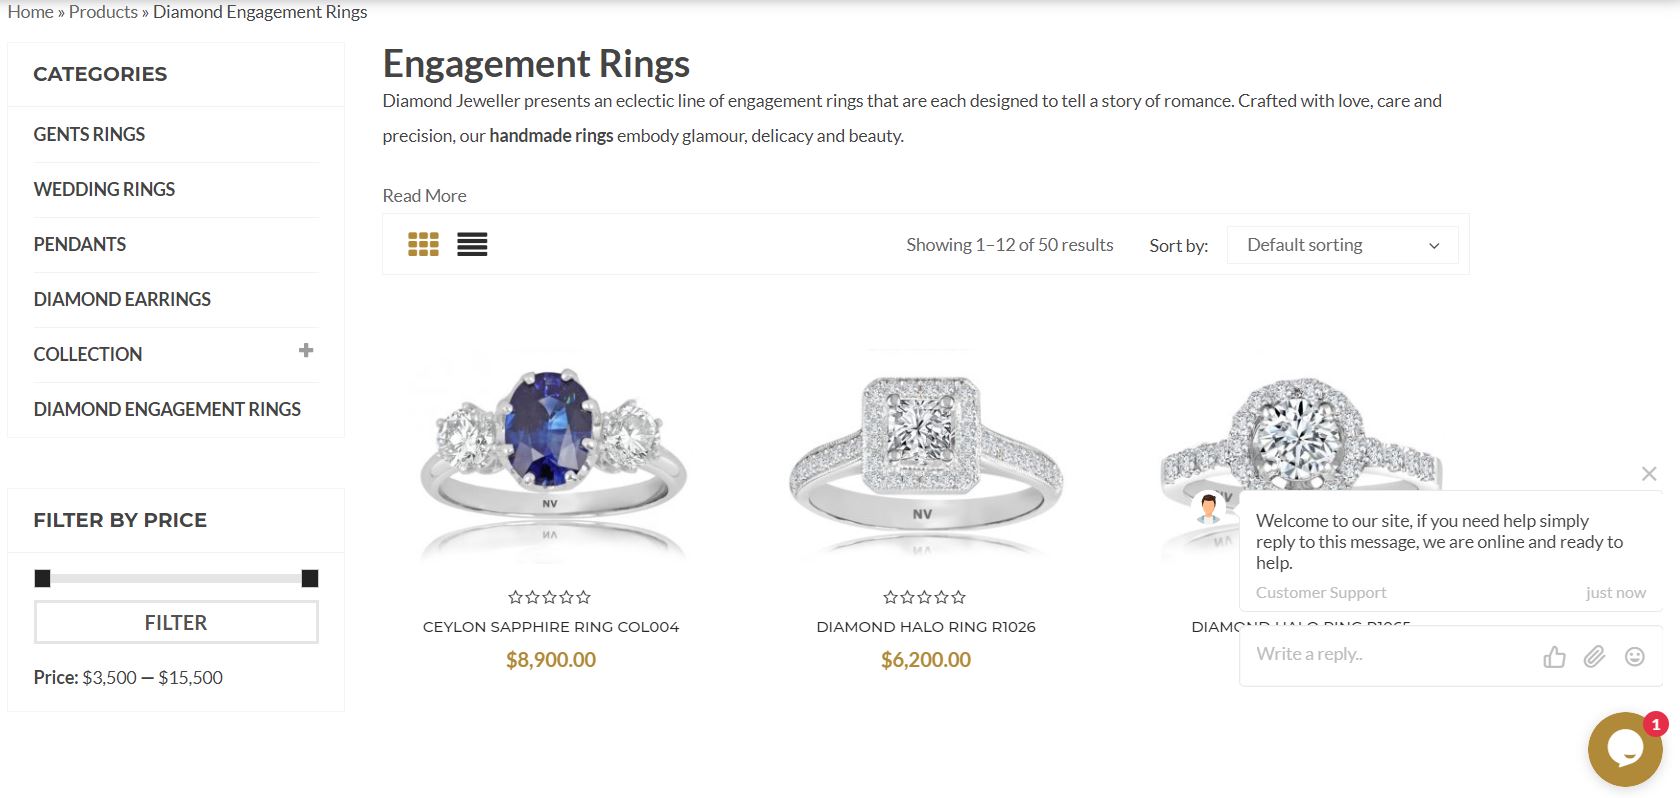 Home » Products » Diamond Engagement Rings
CATEGORIES
GENTS RINGS
WEDDING RINGS
PENDANTS
DIAMOND EARRINGS
COLLECTION
DIAMOND ENGAGEMENT RINGS
FILTER BY PRICE
FILTER
Price: $3,500 — $15,500
Engagement Rings
Diamond Jeweller presents an eclectic line of engagement rings that are each designed to tell a story of romance. Crafted with love, care and
precision, our handmade rings embody glamour, delicacy and beauty.
Read More
Showing 1–12 of 50 results
Sort by:
Default sorting
NV
NV
CEYLON SAPPHIRE RING COL004
$8,900.00
DIAMOND HALO RING R1026
$6,200.00
DIAMOND HALO RING R1065
Welcome to our site, if you need help simply
reply to this message, we are online and ready to
help.
Customer Support
just now
Write a reply..
1